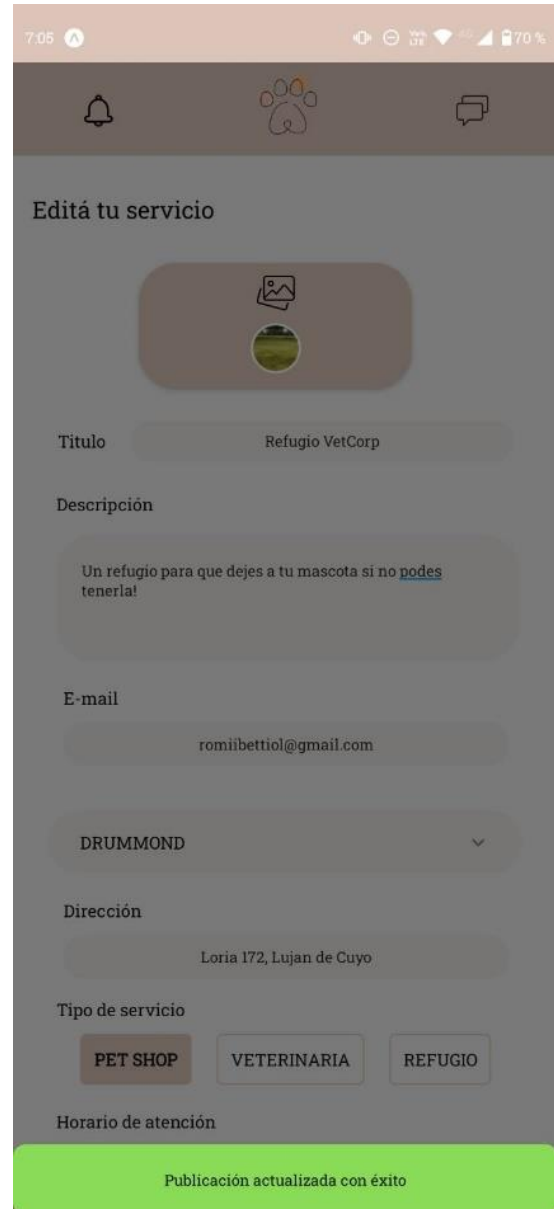 7:05 4G 70 %
Editá tu servicio
Titulo Refugio VetCorp
Descripción
Un refugio para que dejes a tu mascota si no podes
tenerla!
E-mail
romiibettiol@gmail.com
DRUMMOND
Dirección
Loria 172, Lujan de Cuyo
Tipo de servicio
PET SHOP VETERINARIA REFUGIO
Horario de atención
Publicación actualizada con éxito